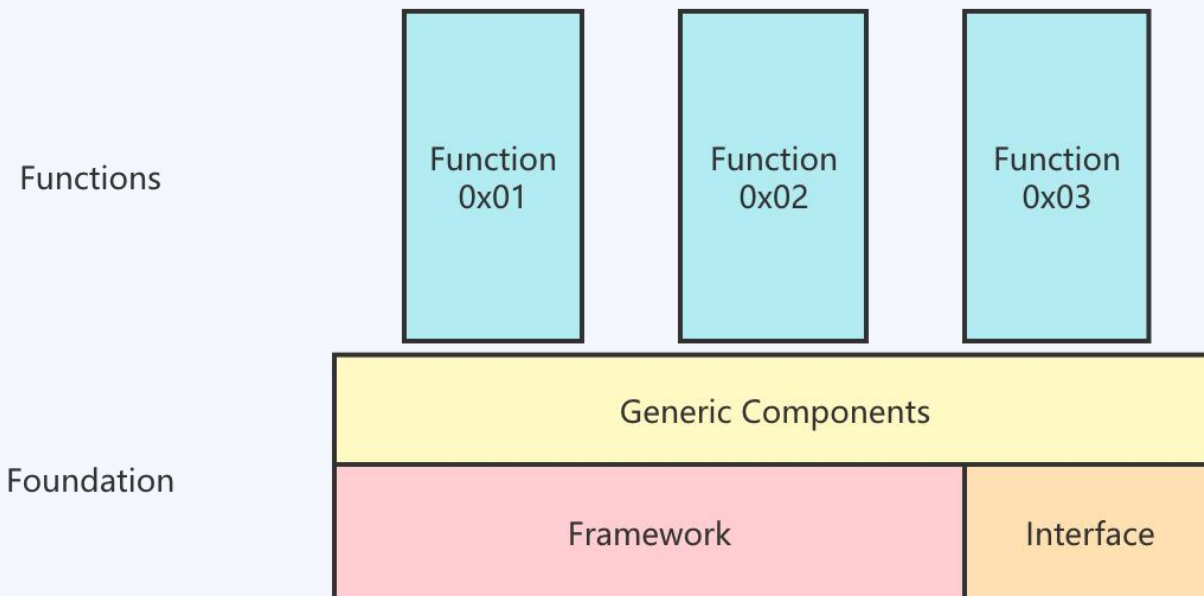 Functions
Function
0x01
Function
0x02
Function
0x03
Generic Components
Foundation
Framework
Interface